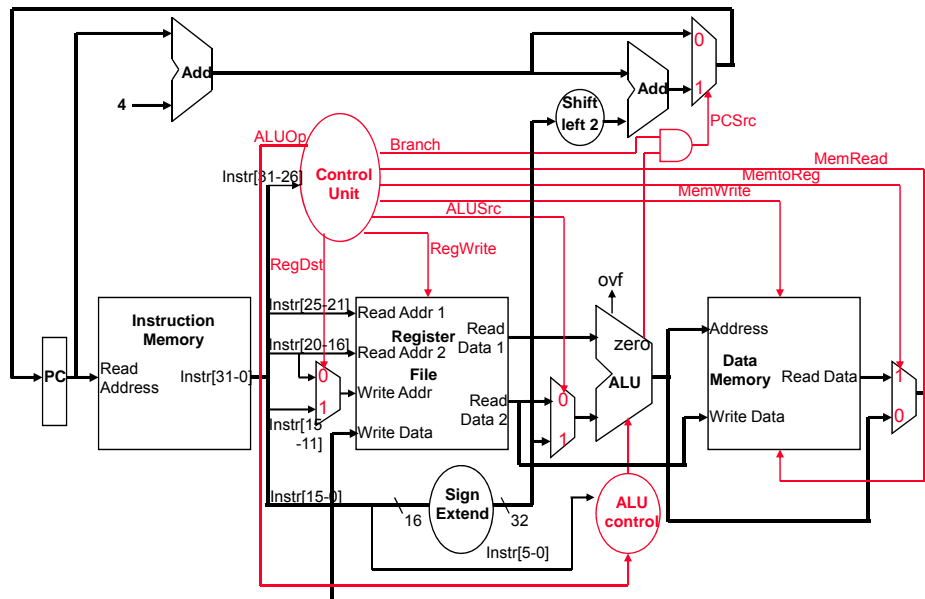 0
Add
Add
1
4
Shift
left 2
PCSrc
ALUOp
Branch
MemRead
Instr[31-26]
Control
Unit
MemtoReg
MemWrite
ALUSrc
RegWrite
RegDst
ovf
Instruction
Memory
Instr[25-21]
Read Addr 1
Register
File
Read
Data 1
zero
Address
Instr[20-16]
Read Addr 2
PC
Read
Address
Instr[31-0]
0
Write Addr
ALU
Data
Memory
Read Data
1
1
Read
Data 2
0
Write Data
0
Instr[15
-11]
Write Data
1
Instr[15-0]
16
Sign
Extend
32
ALU
control
Instr[5-0]